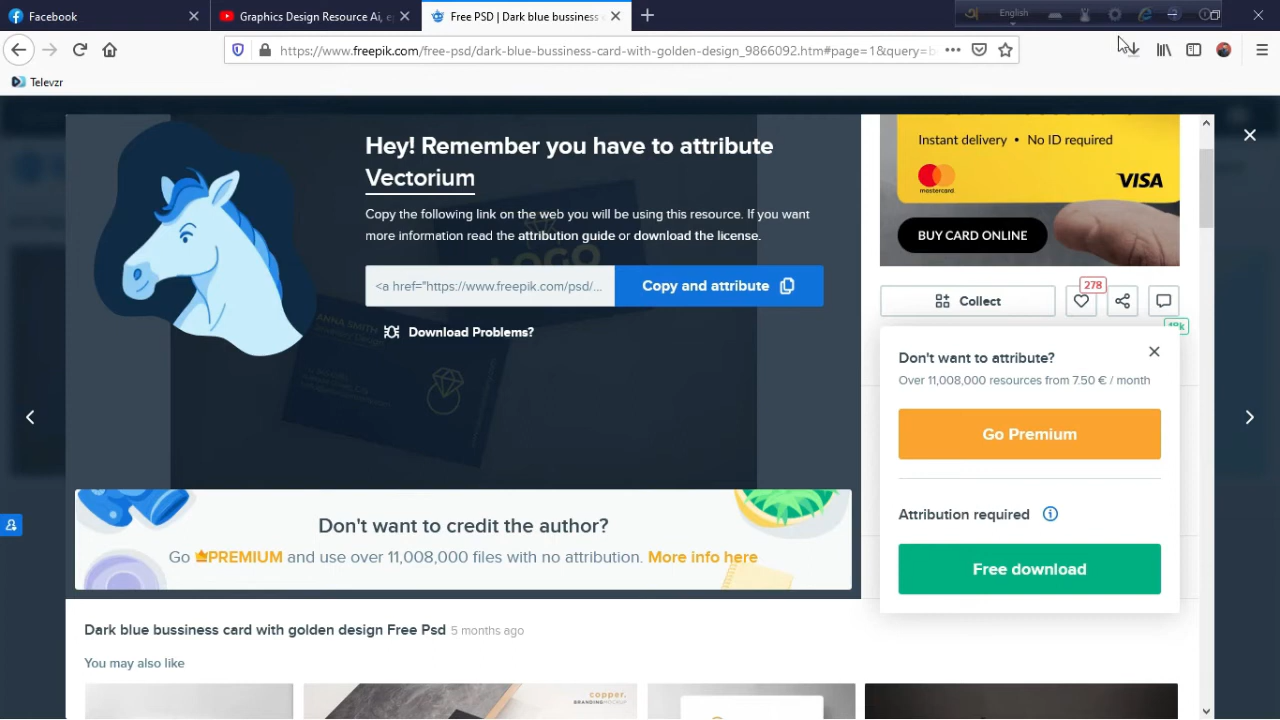 Facebook
Graphics Design Resource Ai, e
Free PSD | Dark blue bussiness
English
https://www.freepik.com/free-psd/dark-blue-bussiness-card-with-golden-design_9866092.htm#page=1&query=b
Televzr
Hey! Remember you have to attribute
Vectorium
Copy the following link on the web you will be using this resource. If you want
more information read the attribution guide or download the license.
LOGO
<a href="https://www.freepik.com/psd/...
Copy and attribute
Download Problems?
ANNA SMITH
Don't want to credit the author?
Go PREMIUM and use over 11,008,000 files with no attribution. More info here
Dark blue bussiness card with golden design Free Psd 5 months ago
You may also like
copper.
BRANDING MOCKUP
Instant delivery • No ID required
mastercard
VISA
BUY CARD ONLINE
Collect
278
Don't want to attribute?
Over 11,008,000 resources from 7.50 € / month
Go Premium
Attribution required
Free download